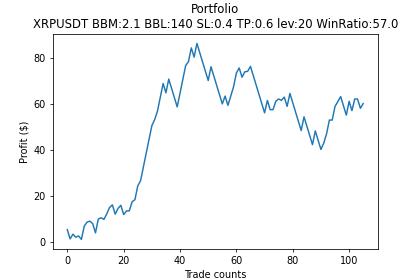 Portfolio
XRPUSDT BBM:2.1 BBL:140 SL:0.4 TP:0.6 lev:20 WinRatio:57.0
80
60
40
20
0
Profit ($)
0 20 40 60 80 100
Trade counts